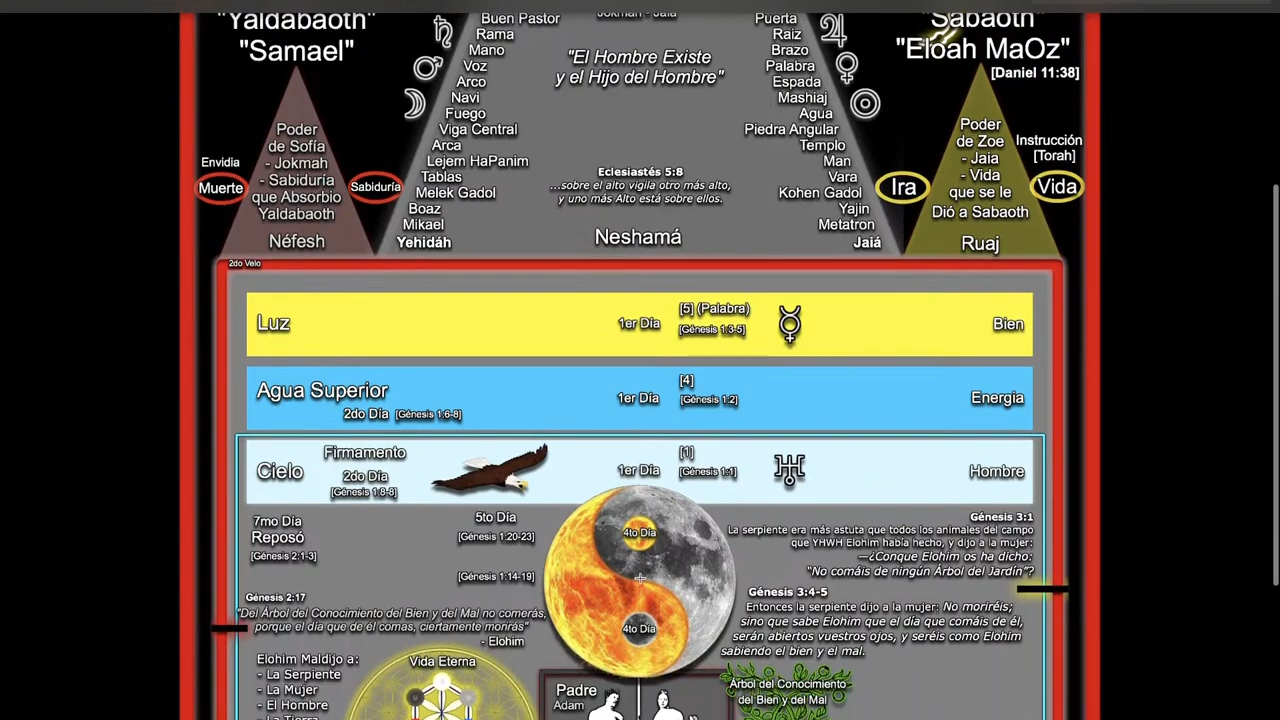 "Yaldabaoth"
"Samael"
Poder
de Sofía
- Jokmah
- Sabiduría
que Absorbio
Yaldabaoth
Néfesh
Envidia
Muerte
Sabiduría
Buen Pastor
Rama
Mano
Voz
Arco
Navi
Fuego
Viga Central
Arca
Lejem HaPanim
Tablas
Melek Gadol
Boaz
Mikael
Yehidáh
Jokmah - Jaia
"El Hombre Existe
y el Hijo del Hombre"
Eclesiastés 5:8
...sobre el alto vigila otro más alto,
y uno más Alto está sobre ellos.
Neshamá
Puerta
Raiz
Brazo
Palabra
Espada
Mashiaj
Agua
Piedra Angular
Templo
Man
Vara
Kohen Gadol
Yajin
Metatron
Jaiá
"Sabaoth"
"Eloah MaOz"
[Daniel 11:38]
Poder
de Zoe
- Jaia
- Vida
que se le
Dió a Sabaoth
Ruaj
Instrucción
[Torah]
Ira
Vida
2do Velo
Luz
1er Día
[5] (Palabra)
[Génesis 1:3-5]
Bien
Agua Superior
2do Día [Génesis 1:6-8]
1er Día
[4]
[Génesis 1:2]
Energia
Cielo
Firmamento
2do Día
[Génesis 1:8-8]
1er Día
[1]
[Génesis 1:1]
Hombre
7mo Día
Reposó
[Génesis 2:1-3]
5to Día
[Génesis 1:20-23]
[Génesis 1:14-19]
4to Día
4to Día
Génesis 3:1
La serpiente era más astuta que todos los animales del campo
que YHWH Elohim había hecho, y dijo a la mujer:
—¿Conque Elohim os ha dicho:
"No comáis de ningún Árbol del Jardin"?
Génesis 2:17
"Del Árbol del Conocimiento del Bien y del Mal no comerás,
porque el día que de él comas, ciertamente morirás"
- Elohim
Génesis 3:4-5
Entonces la serpiente dijo a la mujer: No moriréis;
sino que sabe Elohim que el día que comáis de él,
serán abiertos vuestros ojos, y seréis como Elohim
sabiendo el bien y el mal.
Elohim Maldijo a:
- La Serpiente
- La Mujer
- El Hombre
- La Tierra
Vida Eterna
Padre
Adam
Árbol del Conocimiento
del Bien y del Mal